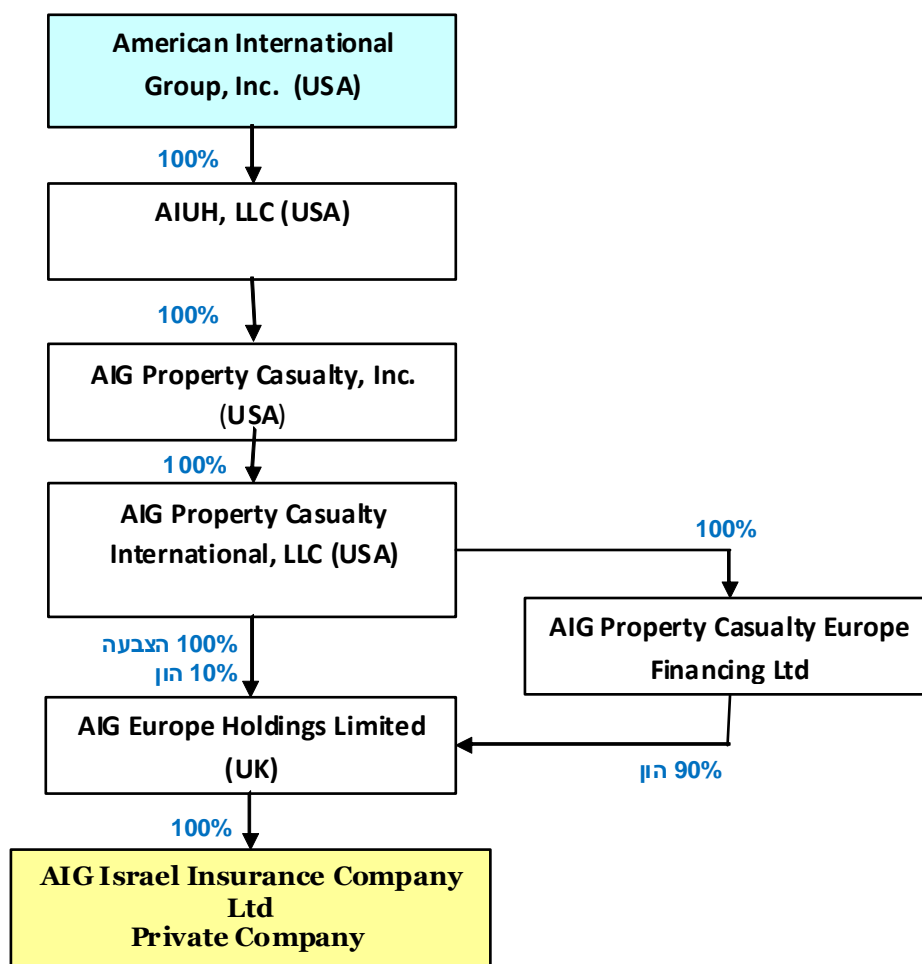 American International
Group, Inc. (USA)
100%
AIUH, LLC (USA)
100%
AIG Property Casualty, Inc.
(USA)
100%
AIG Property Casualty
International, LLC (USA)
100%
AIG Property Casualty Europe
Financing Ltd
100% הצבעה
10% הון
AIG Europe Holdings Limited
(UK)
90% הון
100%
AIG Israel Insurance Company
Ltd
Private Company